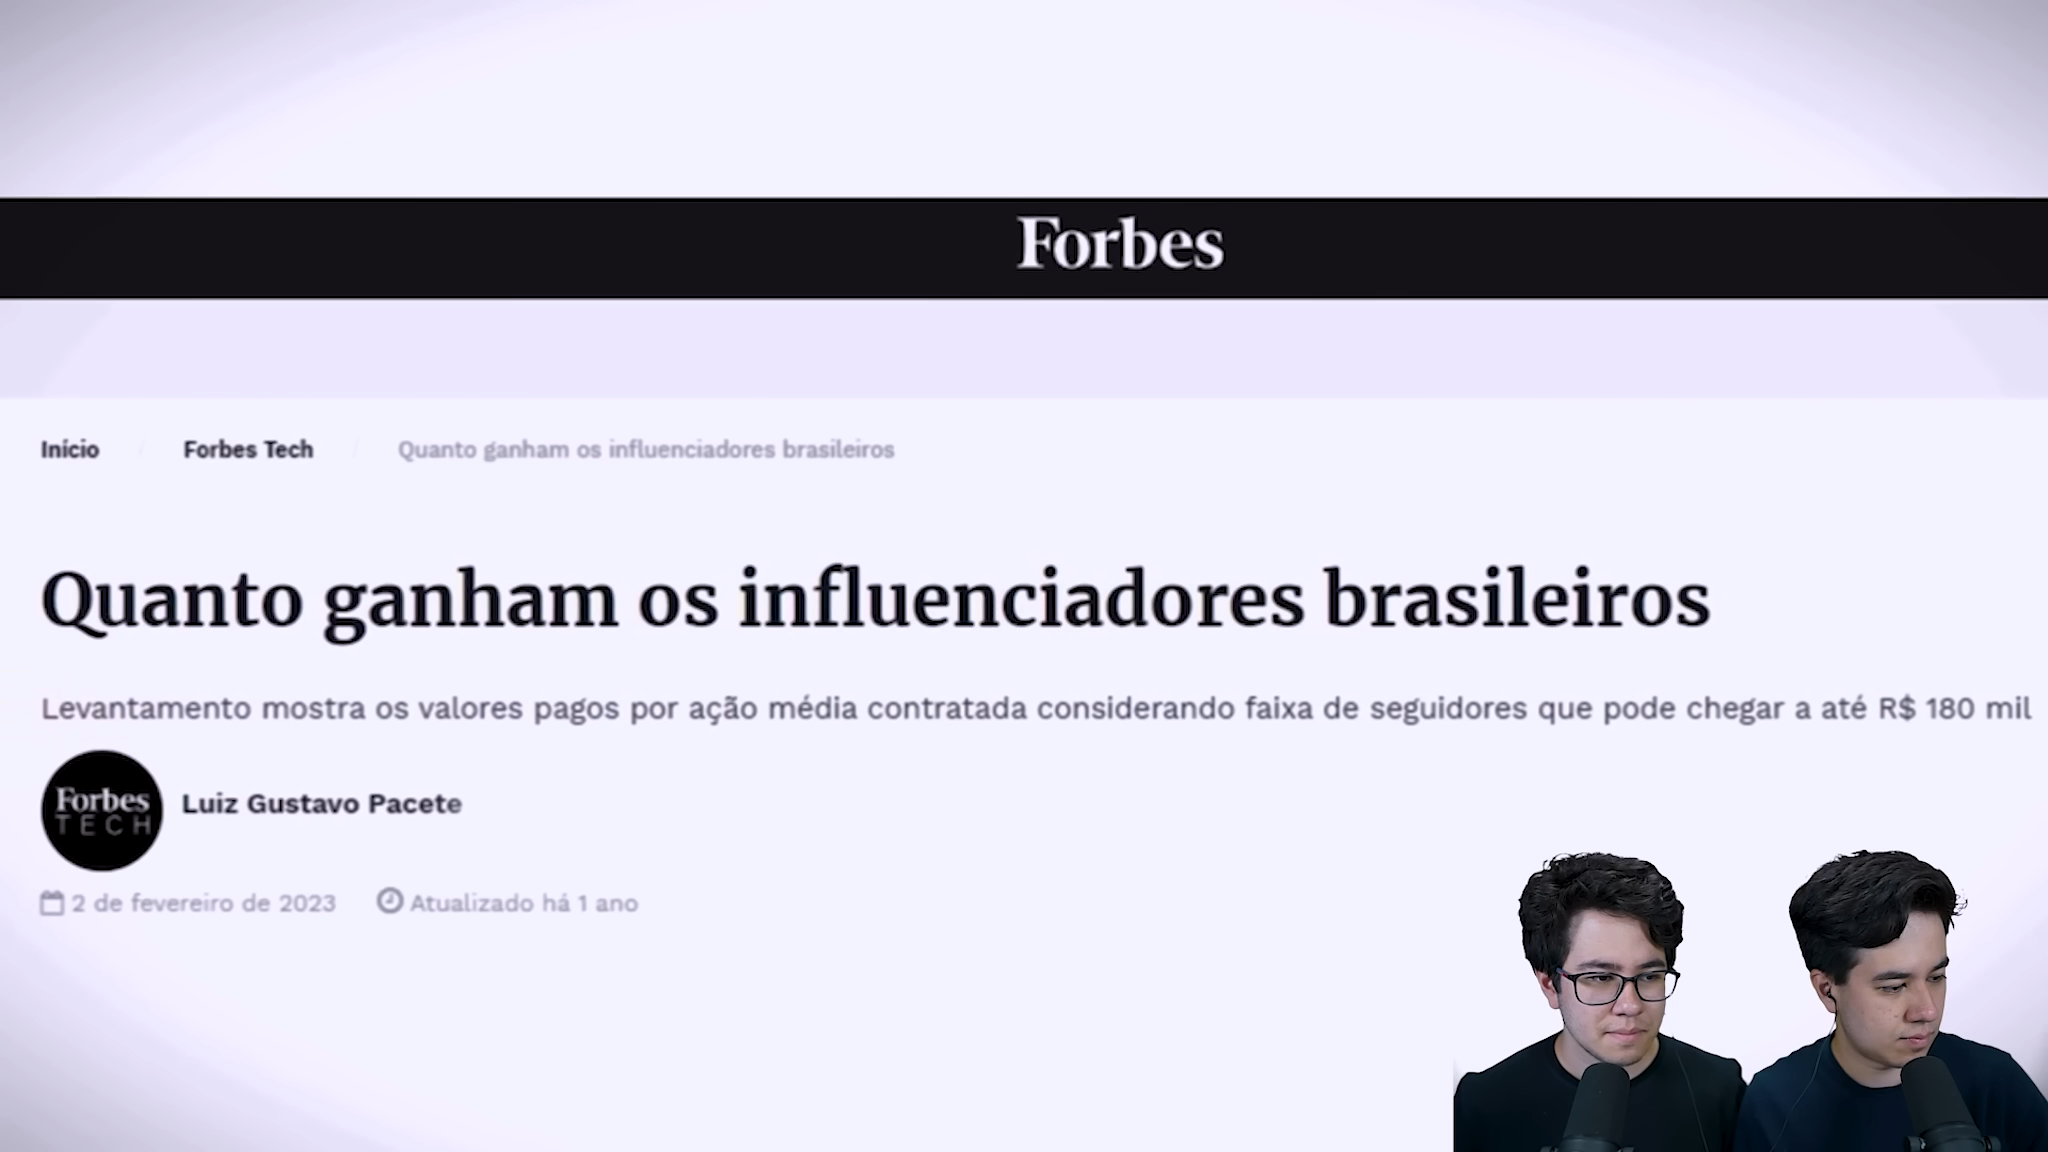 Forbes
Início / Forbes Tech / Quanto ganham os influenciadores brasileiros
Quanto ganham os influenciadores brasileiros
Levantamento mostra os valores pagos por ação média contratada considerando faixa de seguidores que pode chegar a até R$ 180 mil
Forbes
TECH
Luiz Gustavo Pacete
2 de fevereiro de 2023 Atualizado há 1 ano